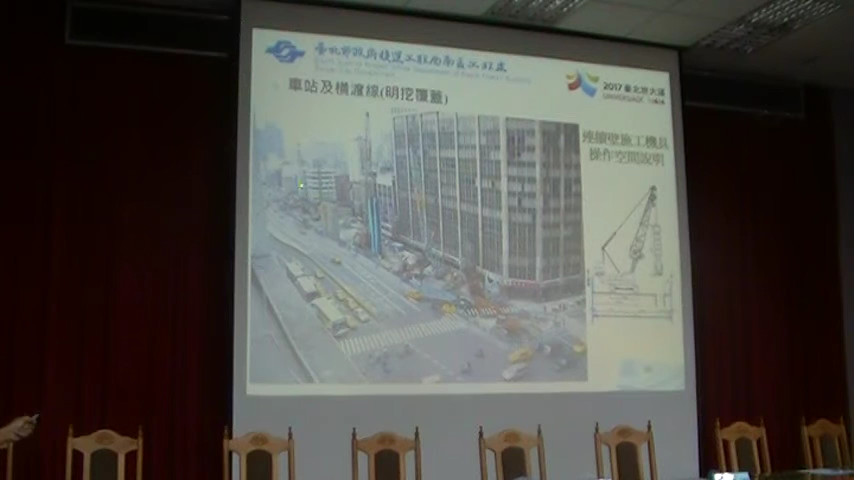 臺北市政府捷運工程局南區工程處
2017臺北世大運
UNIVERSIADE
車站及橫渡線(明挖覆蓋)
連續壁施工機具
操作空間說明